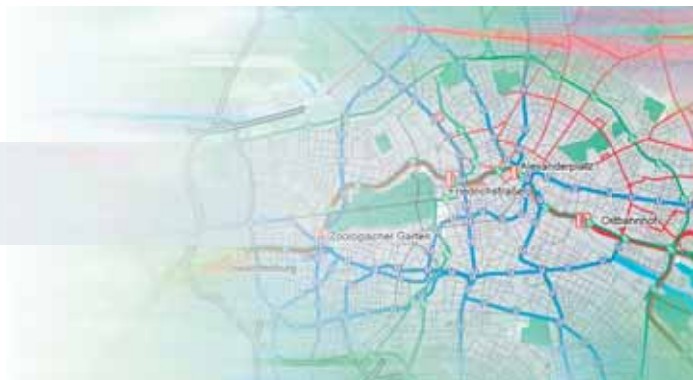 Alexanderplatz
Friedrichstraße
Ostbahnhof
Zoologischer Garten